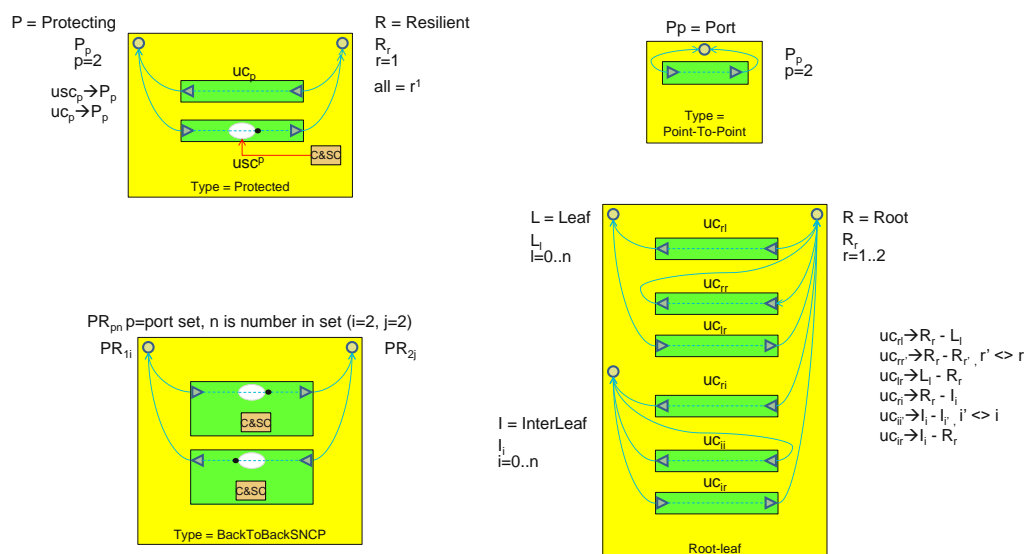 P = Protecting
R = Resilient
Pp
p=2
Rr
r=1
ucp
uscp→Pp
ucp→Pp
all = r1
uscp
C&SC
Type = Protected
Pp = Port
Pp
p=2
Type =
Point-To-Point
L = Leaf
Ll
l=0..n
R = Root
Rr
r=1..2
ucrl
ucrr
uclr
ucri
ucii
ucir
I = InterLeaf
Ii
i=0..n
Root-leaf
ucrl→Rr - Ll
ucrr'→Rr - Rr', r' <> r
uclr→Ll - Rr
ucri→Rr - Ii
ucii'→Ii - Ii', i' <> i
ucir→Ii - Rr
PRpn p=port set, n is number in set (i=2, j=2)
PR1i
PR2j
C&SC
C&SC
Type = BackToBackSNCP